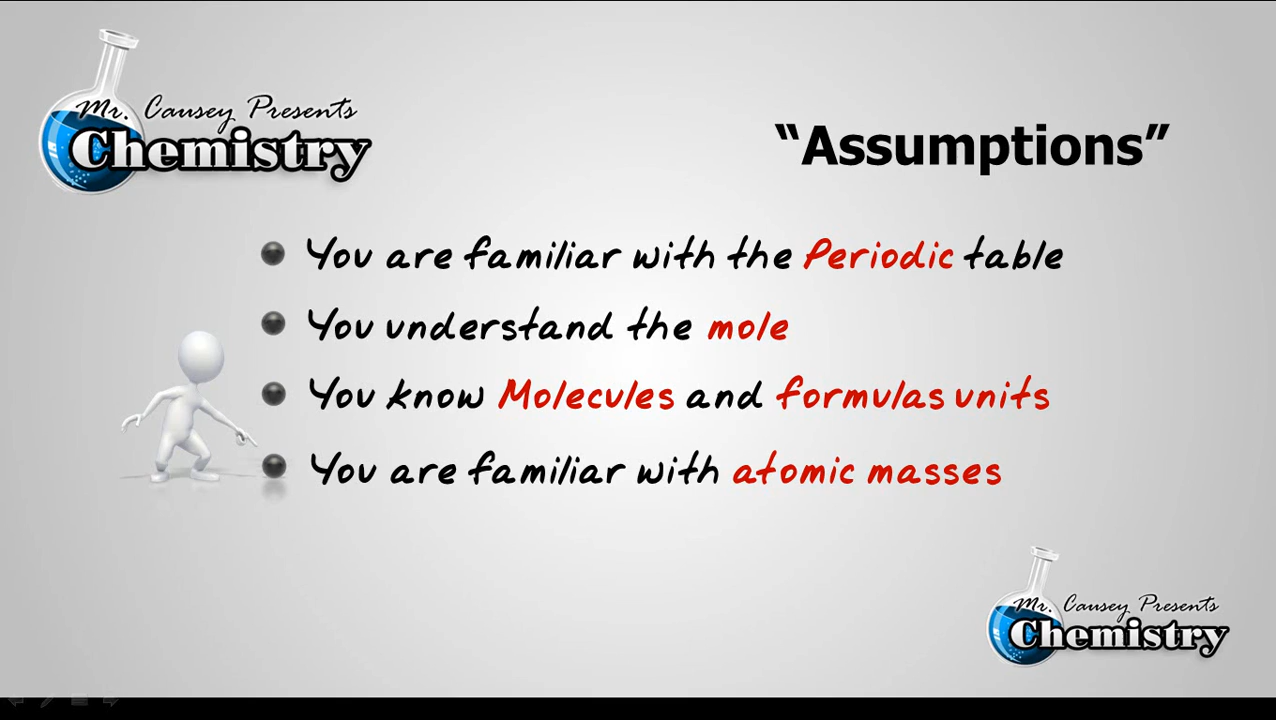 Mr. Causey Presents
Chemistry
“Assumptions”
You are familiar with the Periodic table
You understand the mole
You know Molecules and formulas units
You are familiar with atomic masses
Mr. Causey Presents
Chemistry